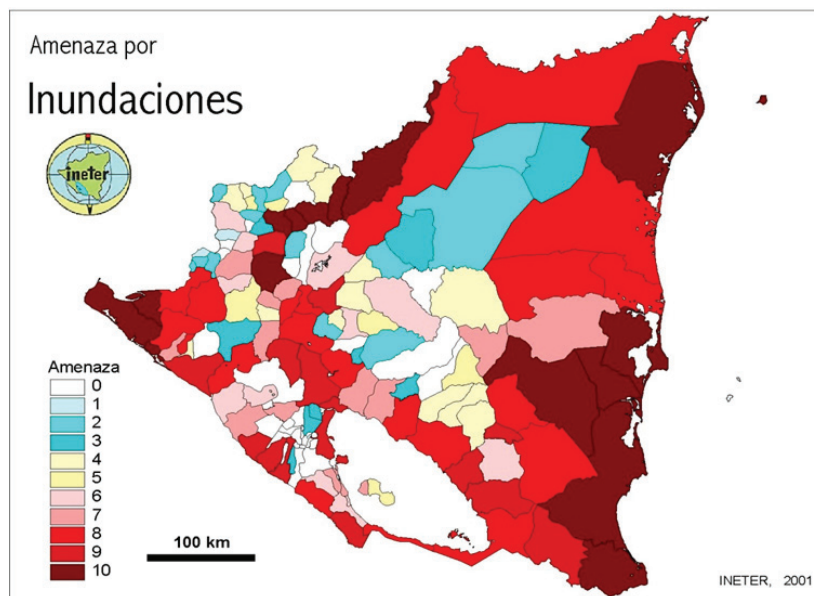 Amenaza por
Inundaciones
ineter
Amenaza
0
1
2
3
4
5
6
7
8
9
10
100 km
INETER, 2001